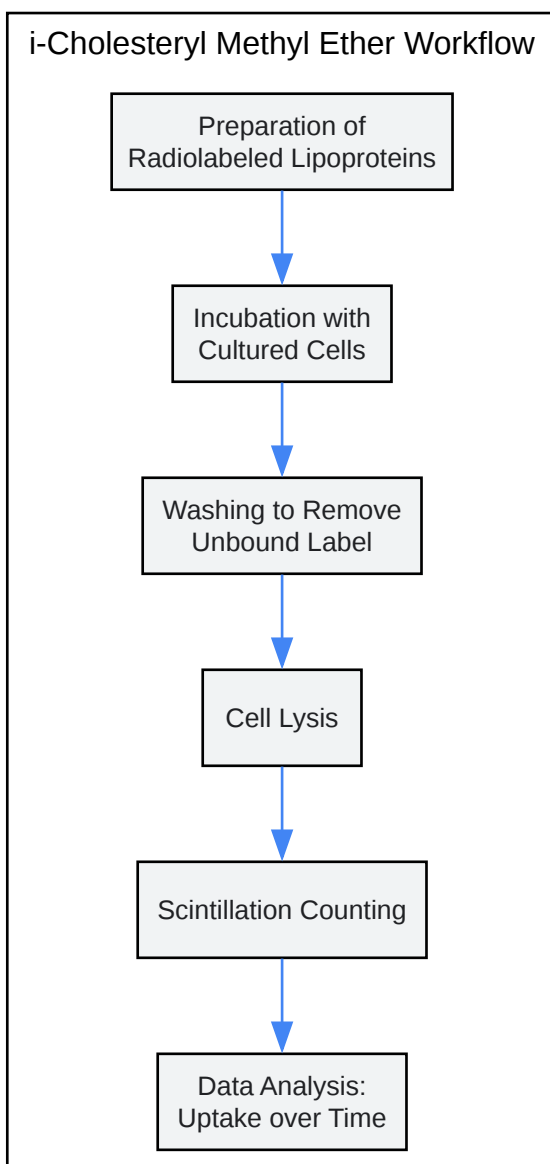 i-Cholesteryl Methyl Ether Workflow
Preparation of
Radiolabeled Lipoproteins
Incubation with
Cultured Cells
Washing to Remove
Unbound Label
Cell Lysis
Scintillation Counting
Data Analysis:
Uptake over Time